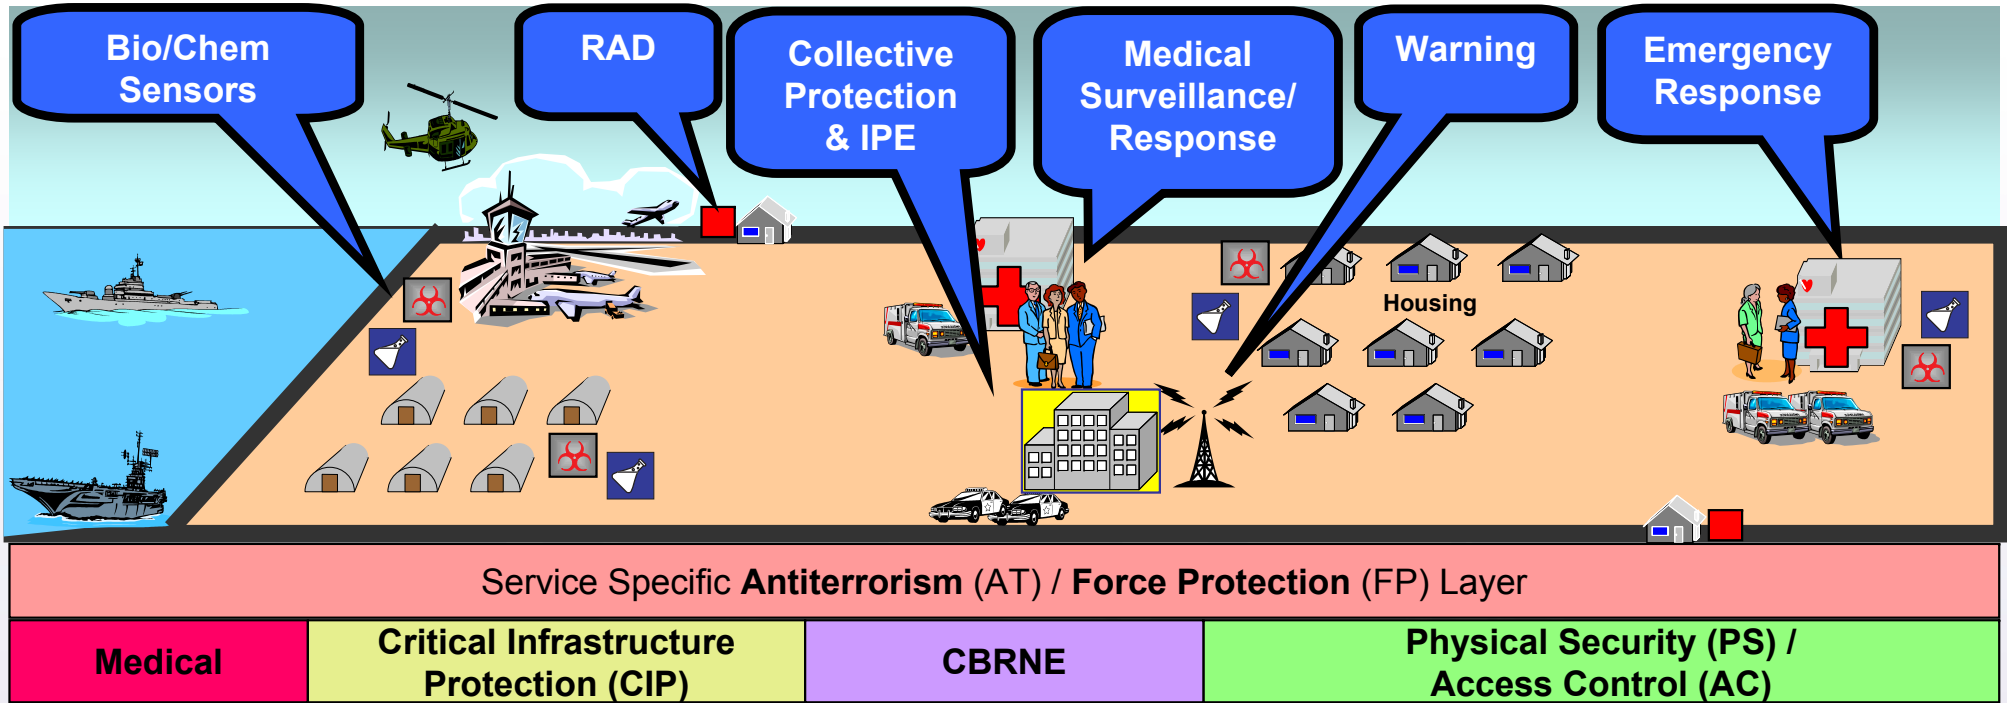 Bio/Chem
Sensors
RAD
Collective
Protection
& IPE
Medical
Surveillance/
Response
Warning
Emergency
Response
Housing
Service Specific Antiterrorism (AT) / Force Protection (FP) Layer
Medical
Critical Infrastructure
Protection (CIP)
CBRNE
Physical Security (PS) /
Access Control (AC)